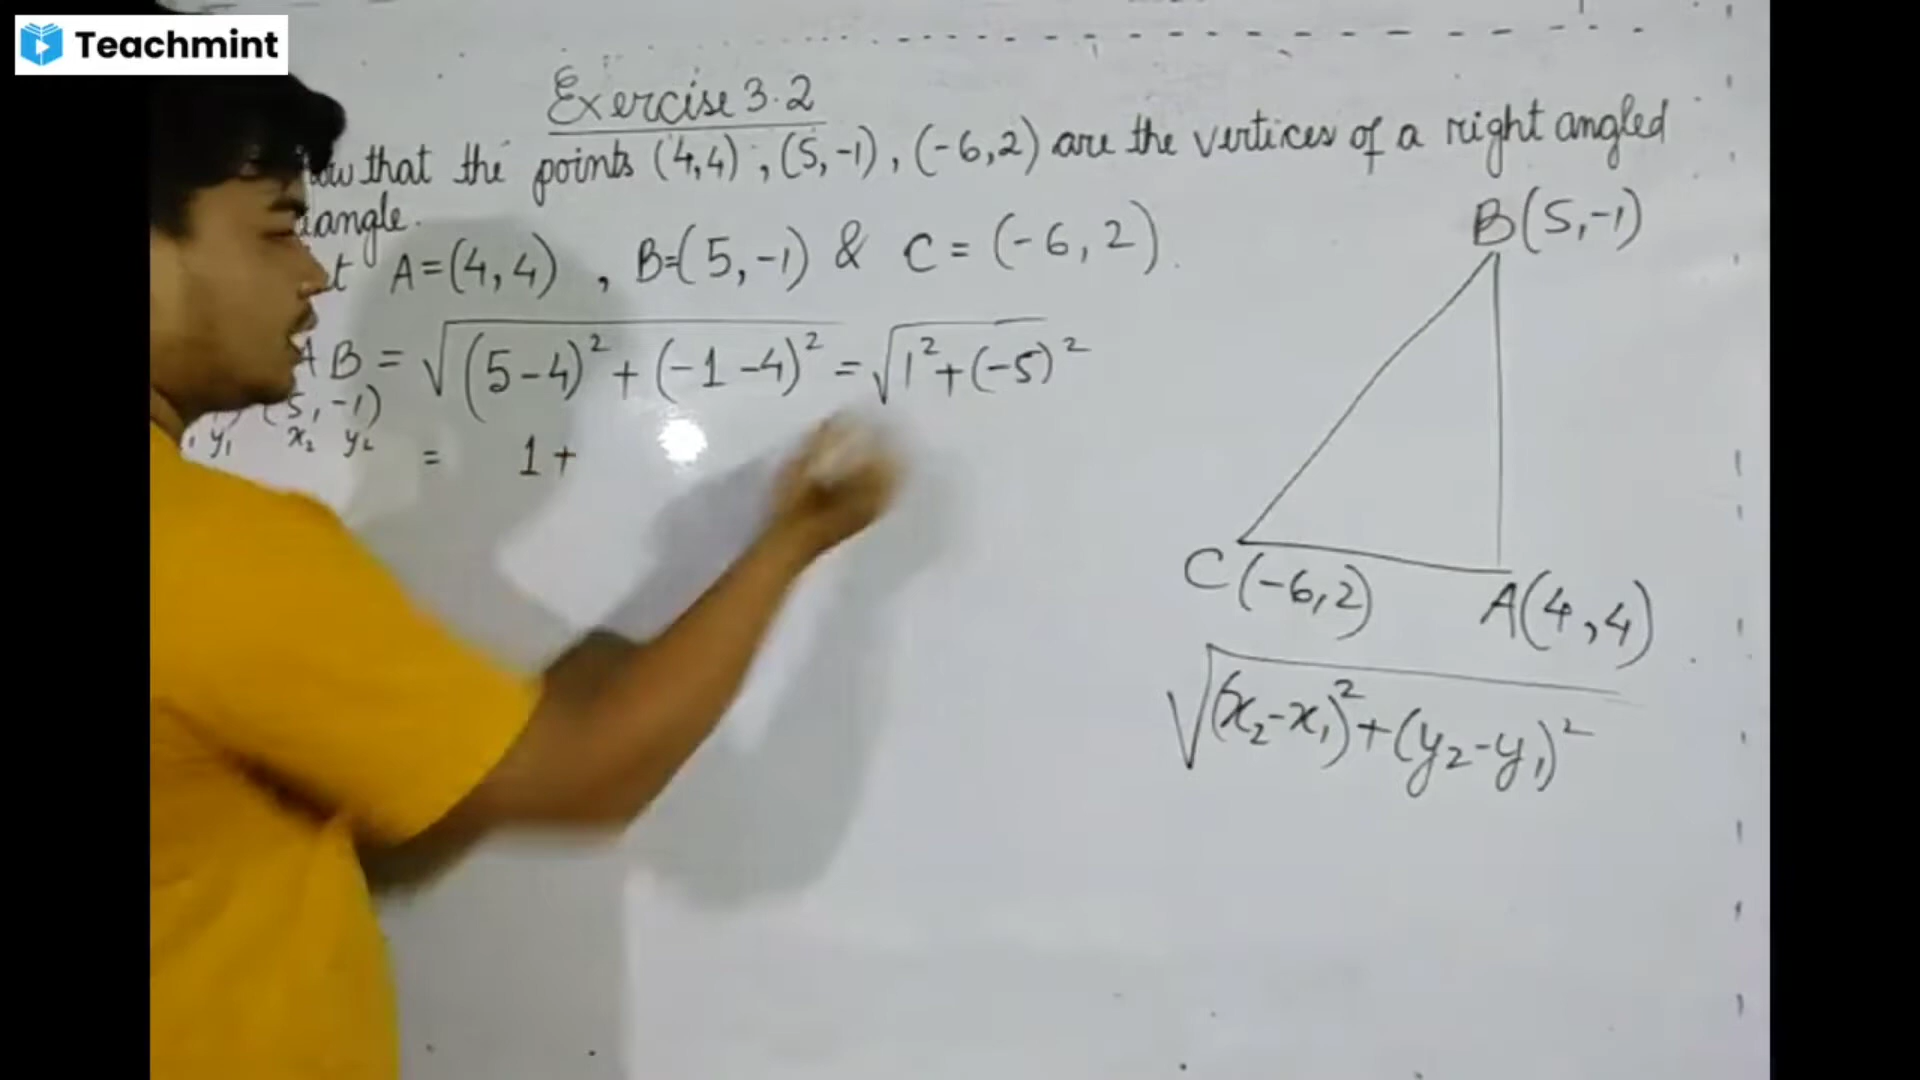 Teachmint
Exercise 3.2
that the points (4,4), (5,-1), (-6,2) are the vertices of a right angled
A=(4,4) , B=(5,-1) & C = (-6,2).
B(5,-1)
AB = √(5-4)² + (-1-4)² = √1²+(-5)²
(5,-1)
y₁ x₂ y₂
= 1+
C(-6,2) A(4,4)
√(x₂-x₁)²+(y₂-y₁)²